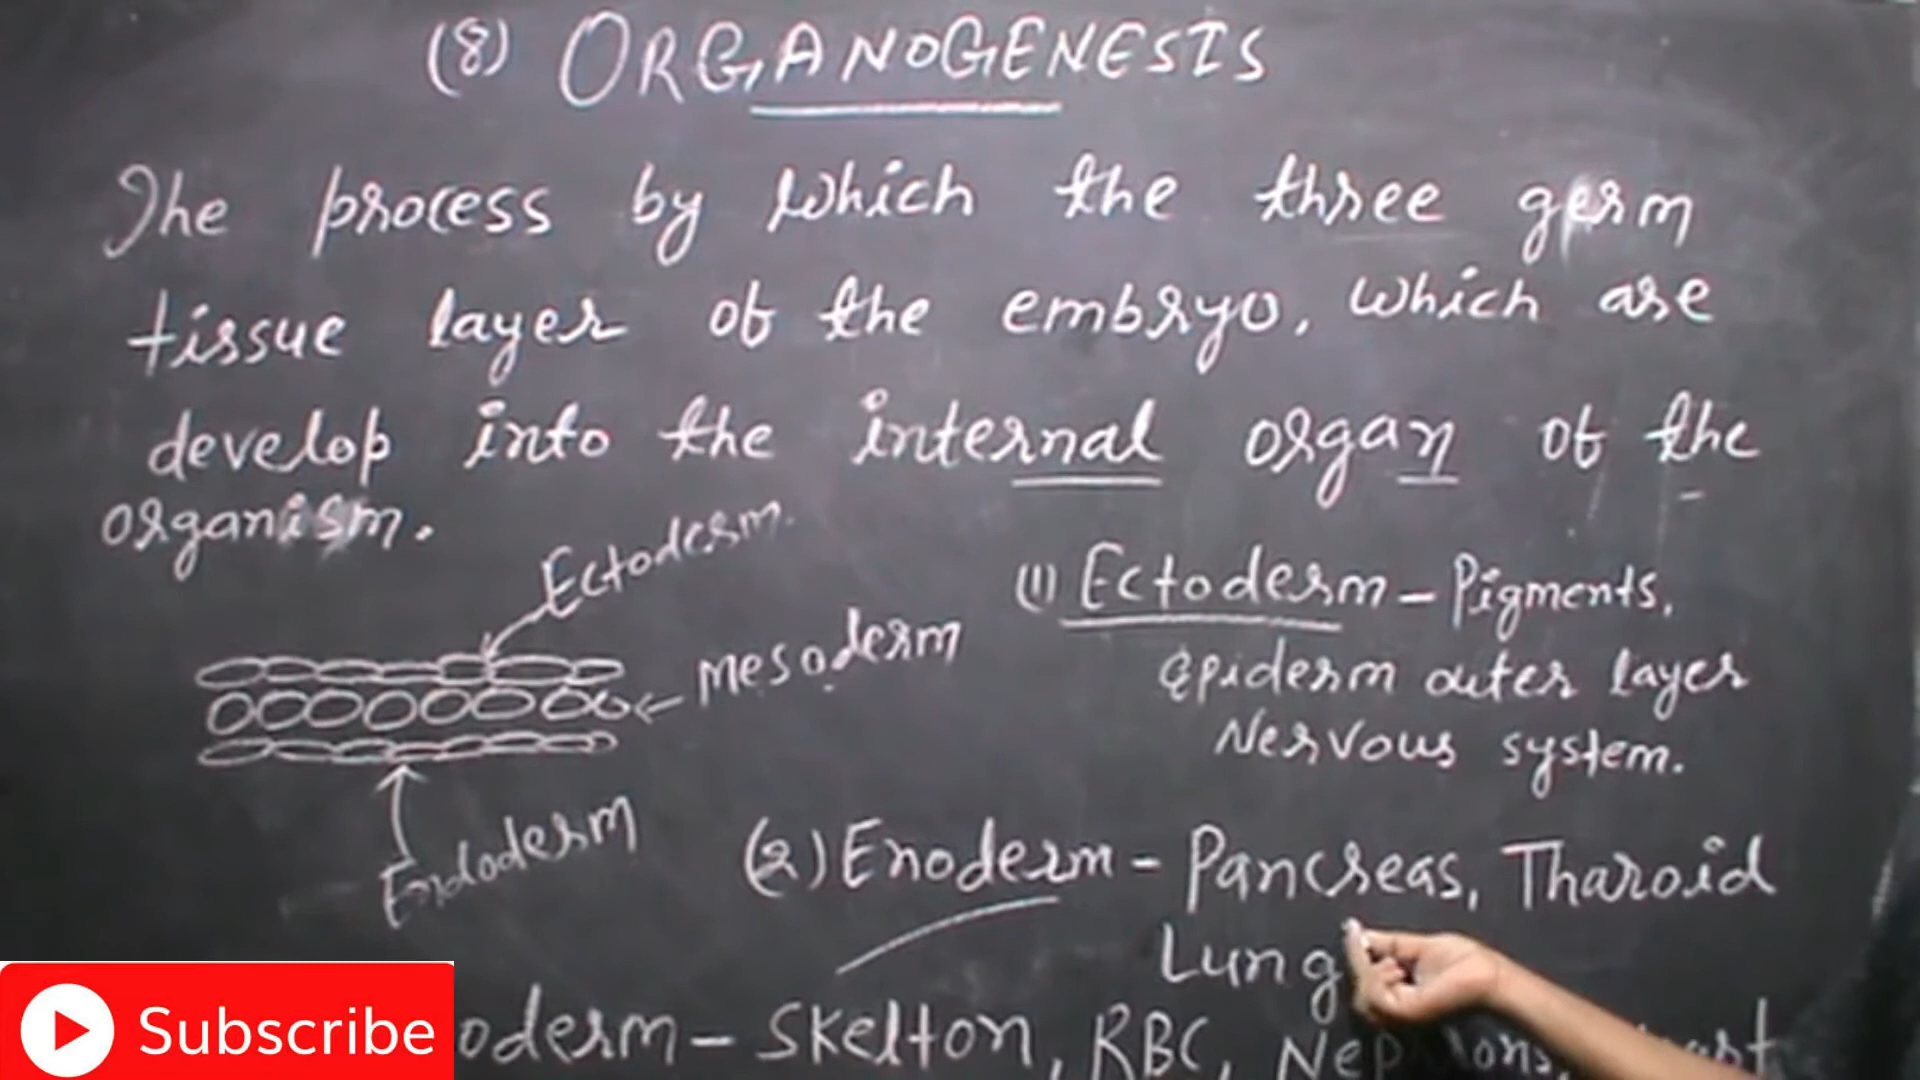 (8) ORGANOGENESIS
The process by which the three germ
tissue layer of the embryo, which are
develop into the internal organ of the
organism.
Ectoderm.
Mesoderm
Endoderm
(1) Ectoderm - Pigments,
Epiderm outer layer
Nervous system.
(2) Enoderm - Pancreas, Tharoid
Lung
oderm - Skelton, RBC,
Subscribe